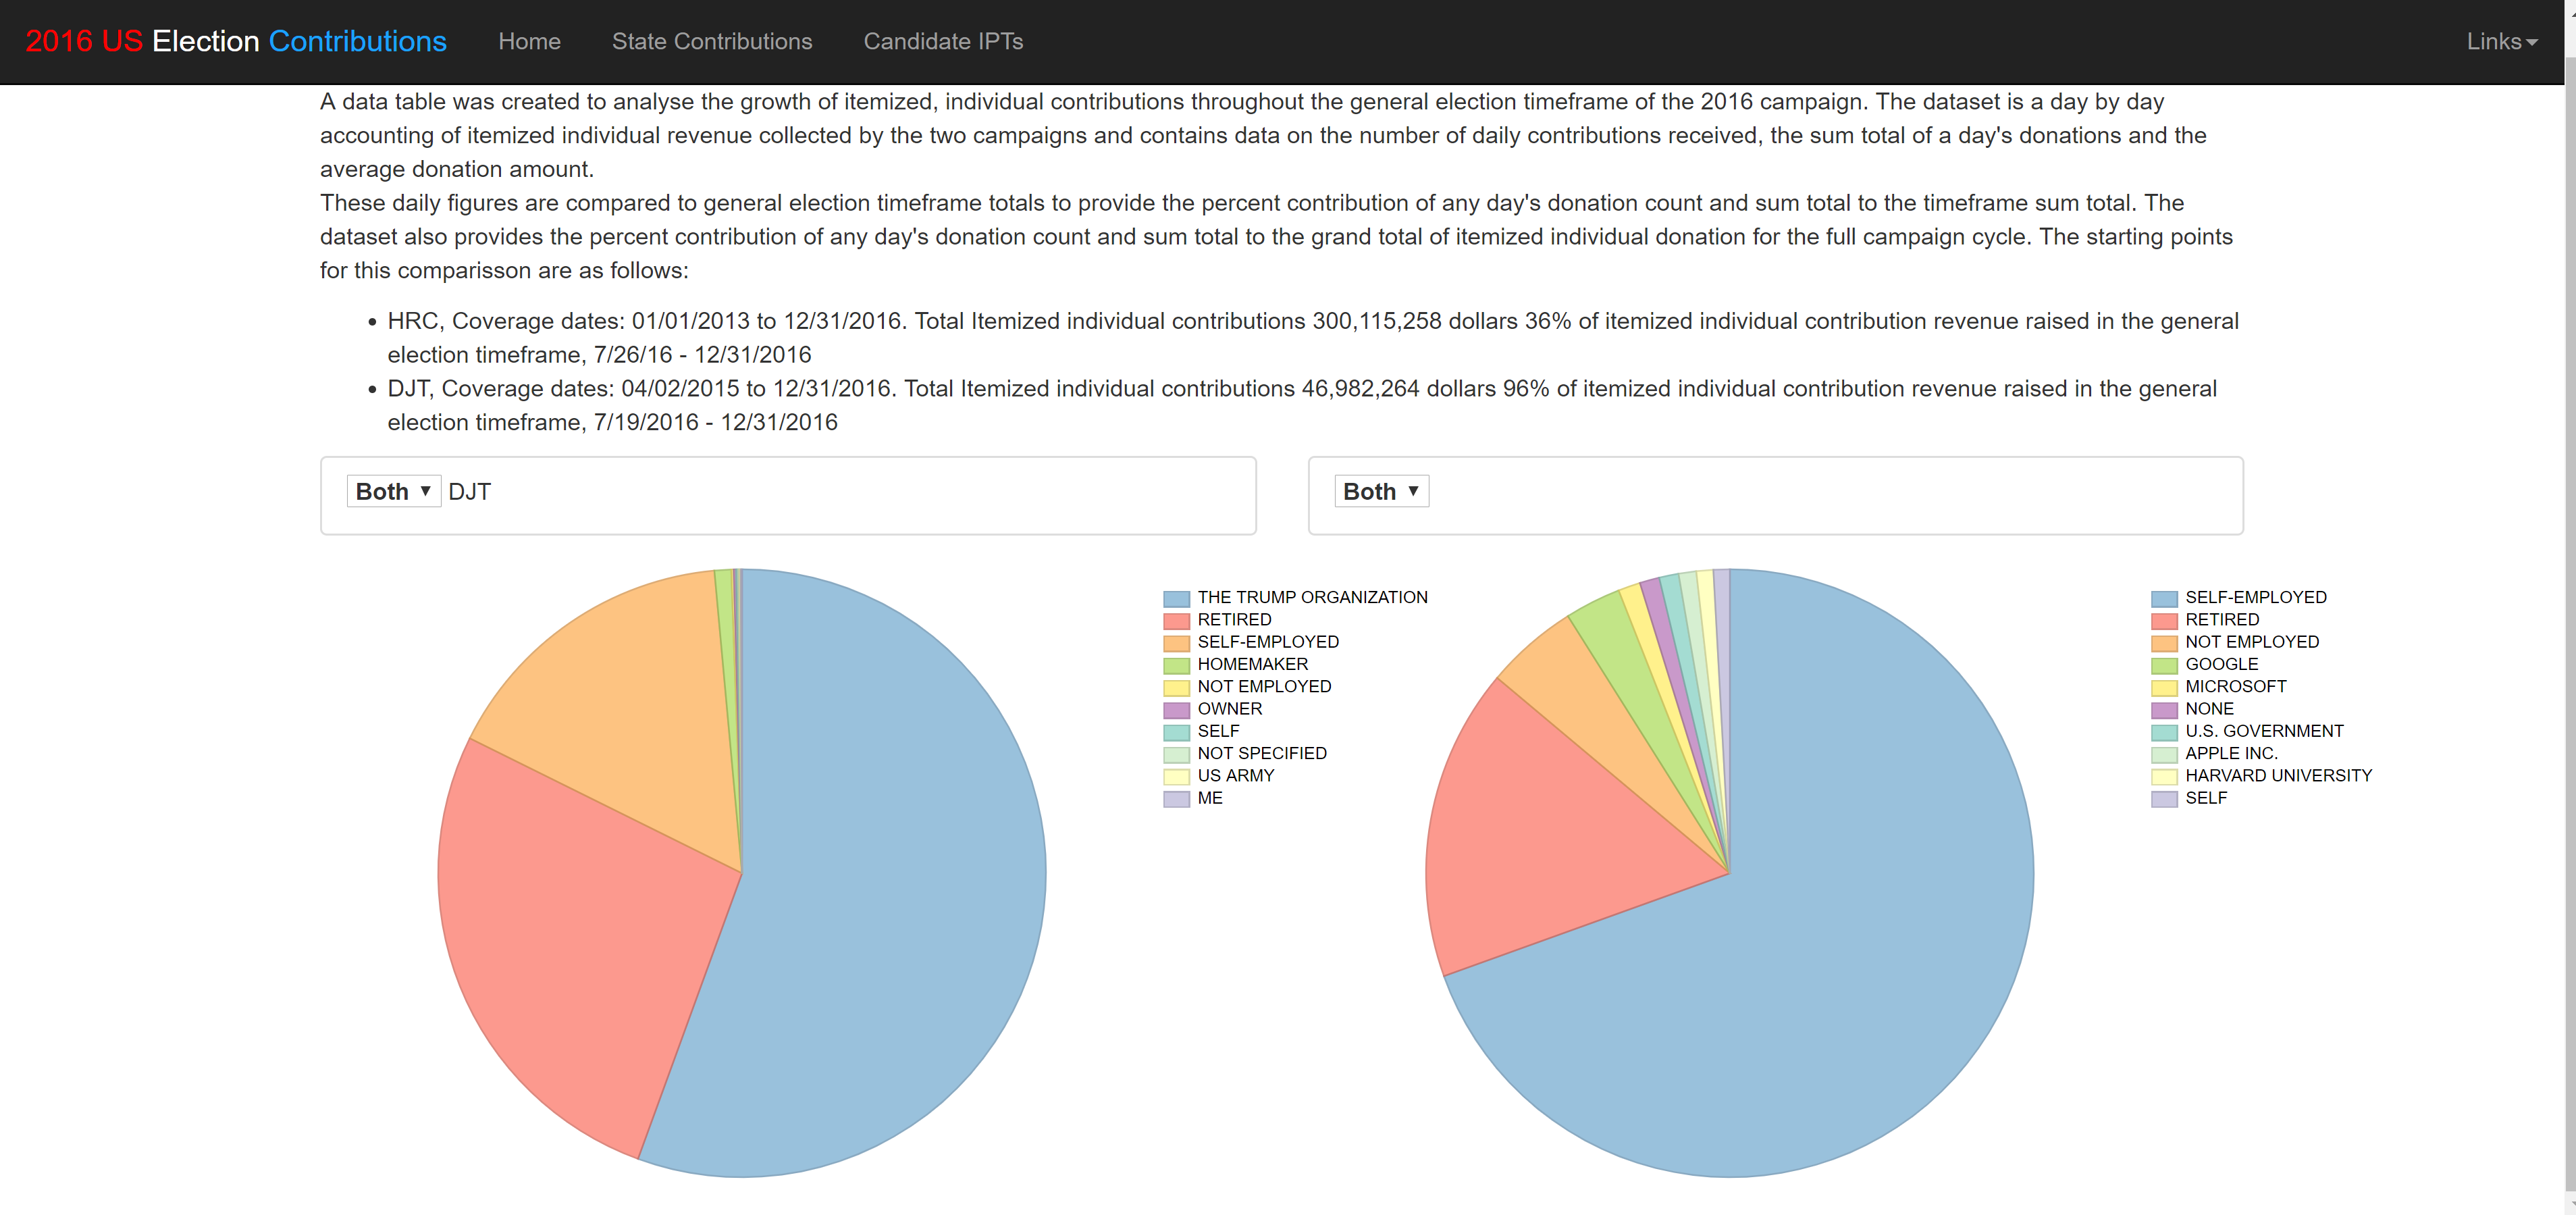 2016 US Election Contributions Home State Contributions Candidate IPTs Links
A data table was created to analyse the growth of itemized, individual contributions throughout the general election timeframe of the 2016 campaign. The dataset is a day by day
accounting of itemized individual revenue collected by the two campaigns and contains data on the number of daily contributions received, the sum total of a day's donations and the
average donation amount.
These daily figures are compared to general election timeframe totals to provide the percent contribution of any day's donation count and sum total to the timeframe sum total. The
dataset also provides the percent contribution of any day's donation count and sum total to the grand total of itemized individual donation for the full campaign cycle. The starting points
for this comparisson are as follows:
• HRC, Coverage dates: 01/01/2013 to 12/31/2016. Total Itemized individual contributions 300,115,258 dollars 36% of itemized individual contribution revenue raised in the general
election timeframe, 7/26/16 - 12/31/2016
• DJT, Coverage dates: 04/02/2015 to 12/31/2016. Total Itemized individual contributions 46,982,264 dollars 96% of itemized individual contribution revenue raised in the general
election timeframe, 7/19/2016 - 12/31/2016
Both ▼ DJT
Both ▼
THE TRUMP ORGANIZATION
RETIRED
SELF-EMPLOYED
HOMEMAKER
NOT EMPLOYED
OWNER
SELF
NOT SPECIFIED
US ARMY
ME
SELF-EMPLOYED
RETIRED
NOT EMPLOYED
GOOGLE
MICROSOFT
NONE
U.S. GOVERNMENT
APPLE INC.
HARVARD UNIVERSITY
SELF